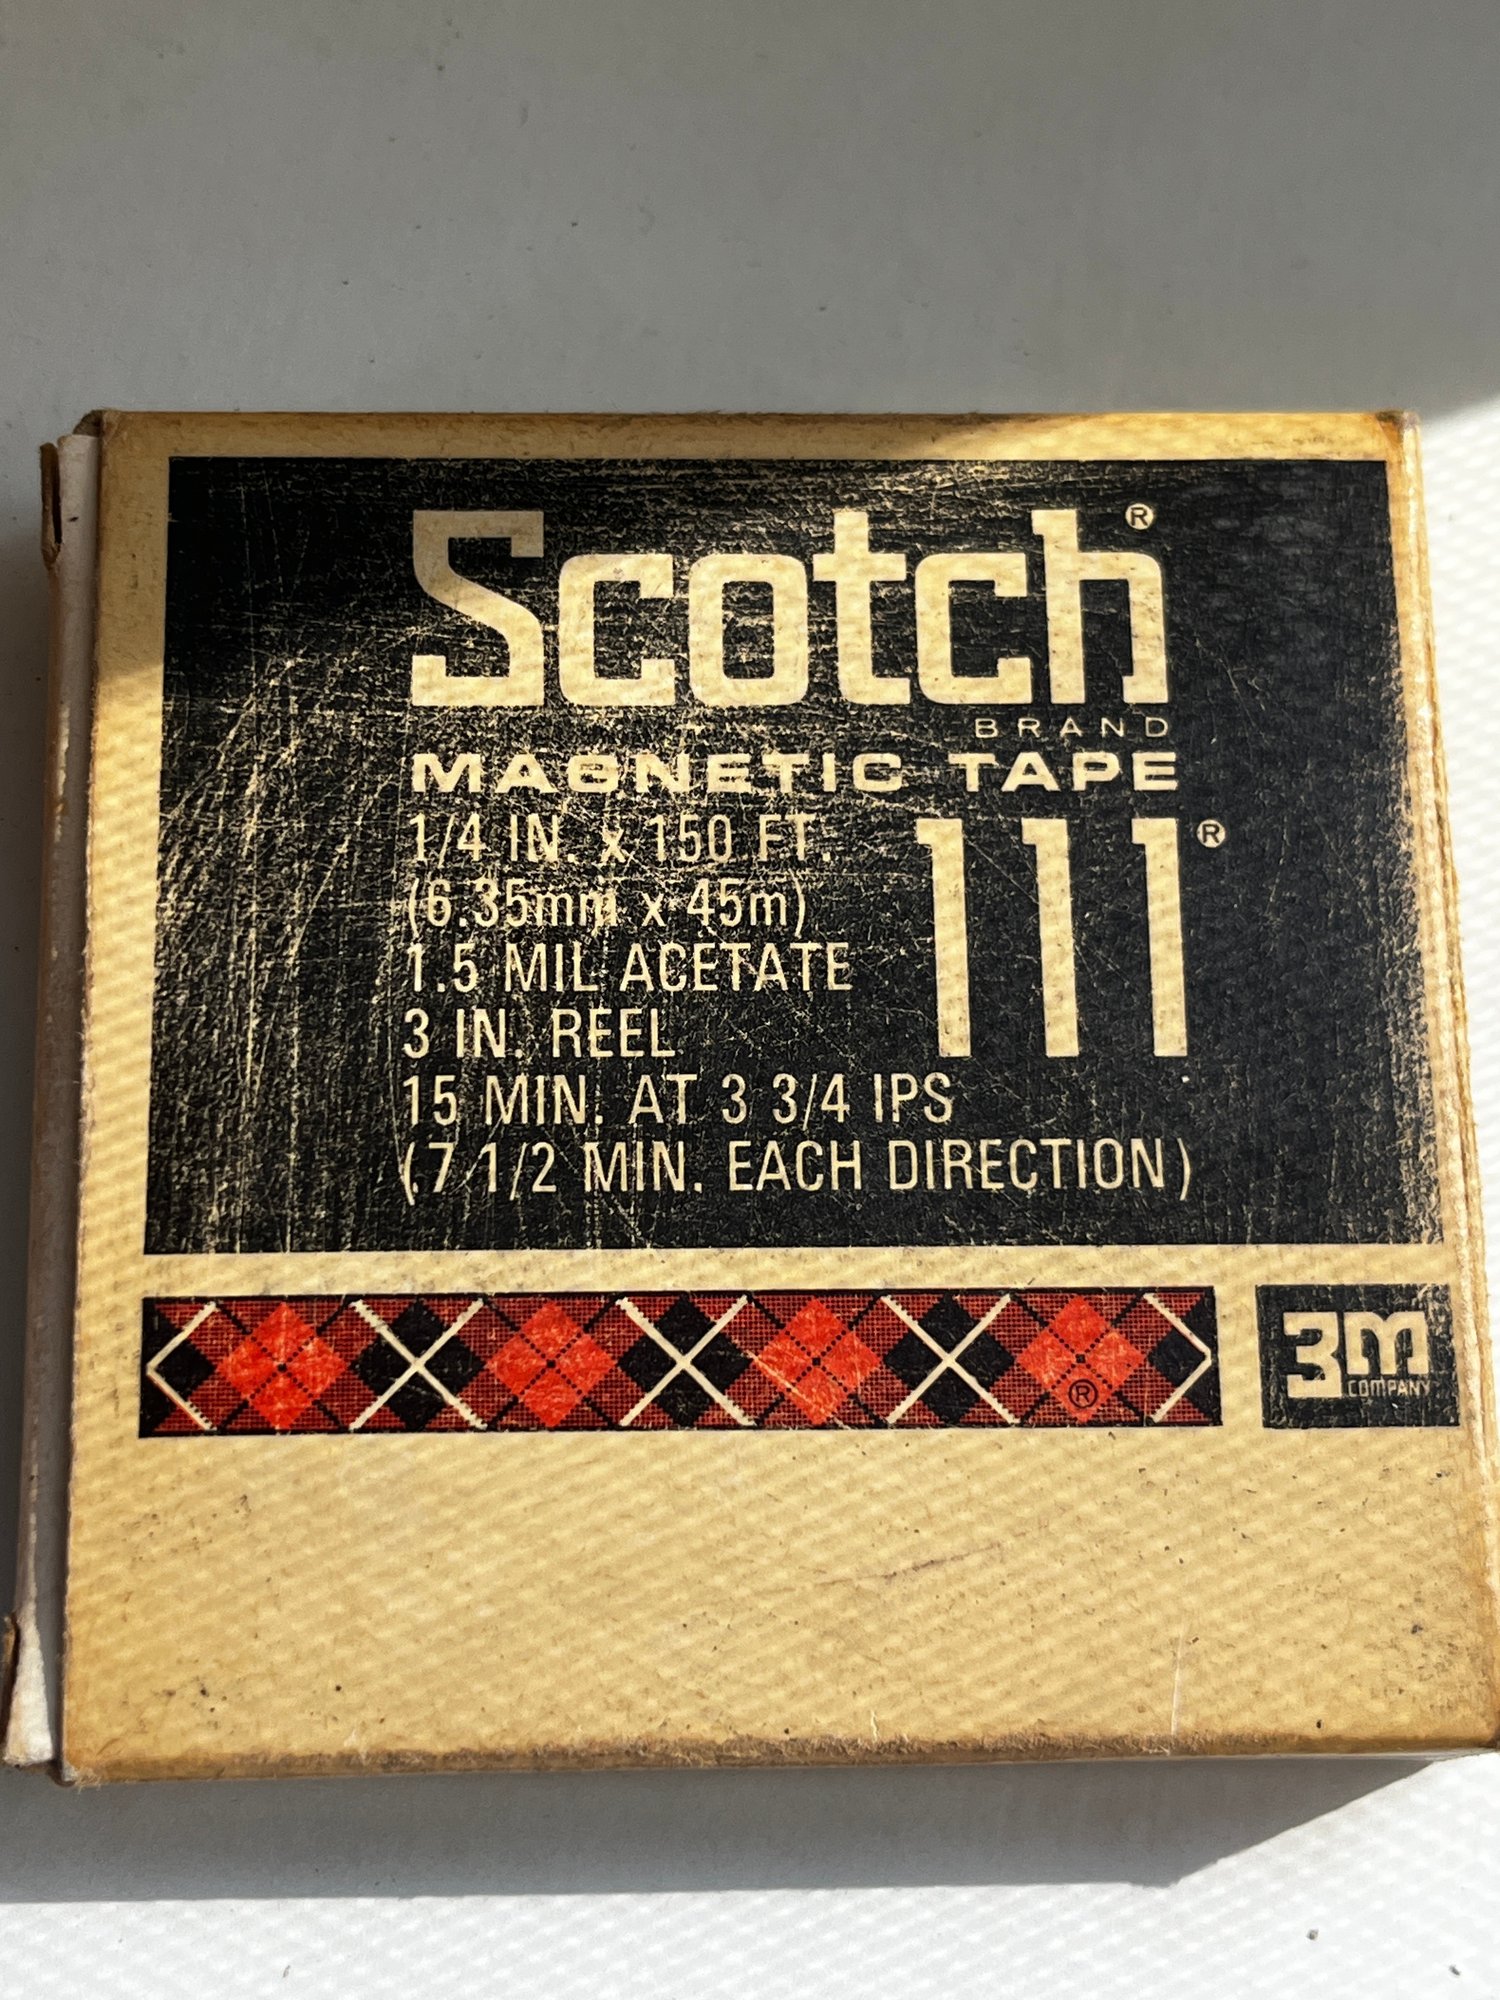 Scotch®
BRAND
MAGNETIC TAPE
1/4 IN. x 150 FT.
(6.35mm x 45m)
1.5 MIL ACETATE
3 IN. REEL
111®
15 MIN. AT 3 3/4 IPS
(7 1/2 MIN. EACH DIRECTION)
®
3M
COMPANY